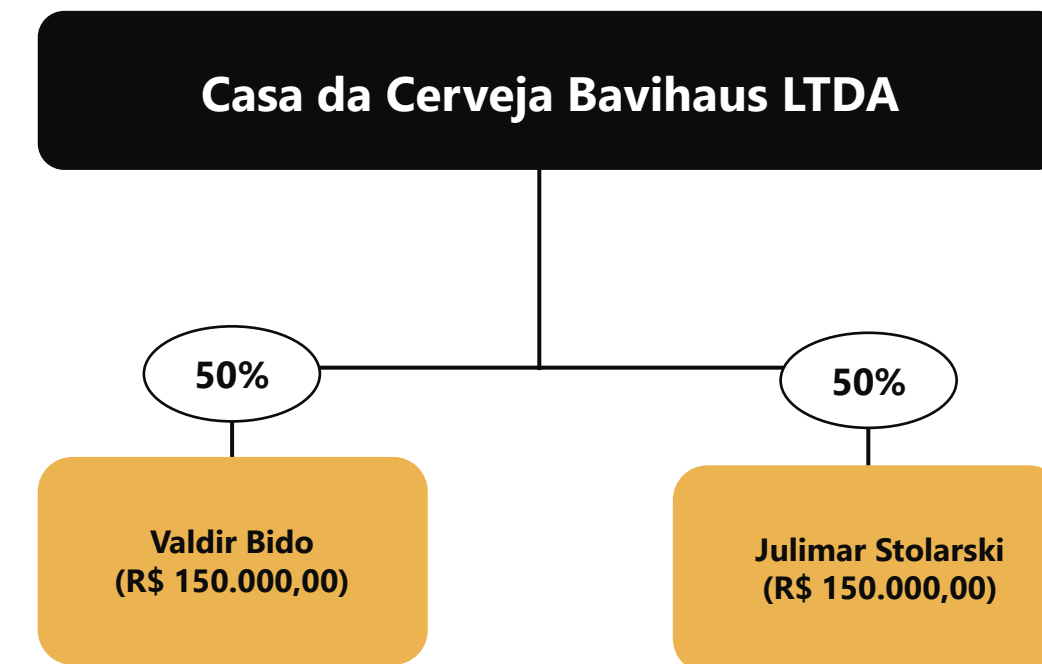 Casa da Cerveja Bavihaus LTDA
50%
50%
Valdir Bido
(R$ 150.000,00)
Julimar Stolarski
(R$ 150.000,00)